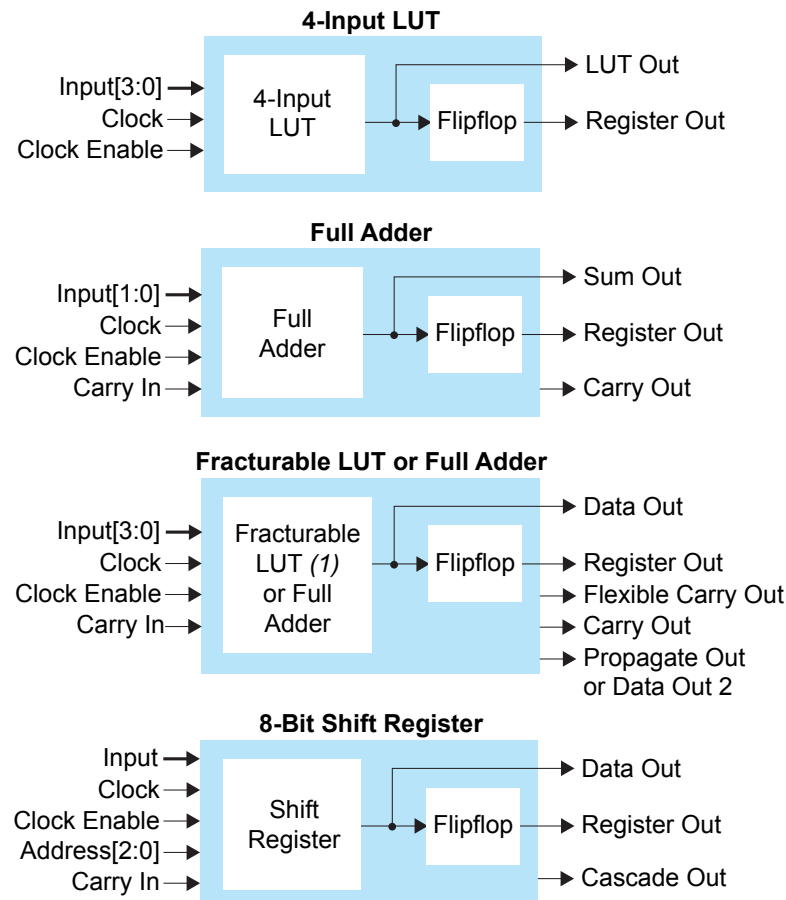 4-Input LUT
Input[3:0]
Clock
Clock Enable
4-Input
LUT
Flipflop
LUT Out
Register Out
Full Adder
Input[1:0]
Clock
Clock Enable
Carry In
Full
Adder
Flipflop
Sum Out
Register Out
Carry Out
Fracturable LUT or Full Adder
Input[3:0]
Clock
Clock Enable
Carry In
Fracturable
LUT (1)
or Full
Adder
Flipflop
Data Out
Register Out
Flexible Carry Out
Carry Out
Propagate Out
or Data Out 2
8-Bit Shift Register
Input
Clock
Clock Enable
Address[2:0]
Carry In
Shift
Register
Flipflop
Data Out
Register Out
Cascade Out